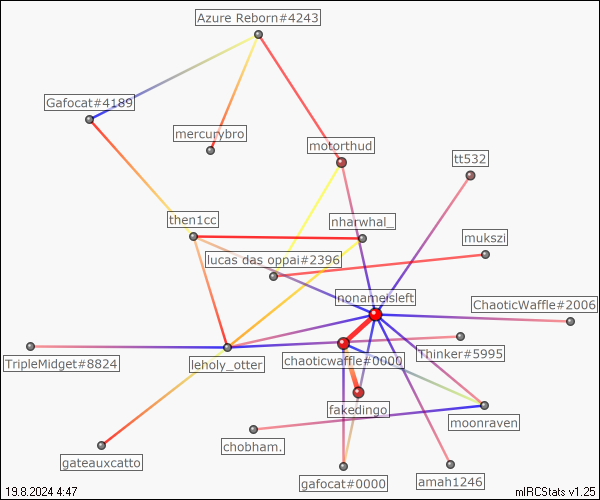 Azure Reborn#4243
Gafocat#4189
mercurybro
motorthud
tt532
then1cc
nharwhal_
mukszi
lucas das oppai#2396
nonameisleft
ChaoticWaffle#2006
TripleMidget#8824
leholy_otter
chaoticwaffle#0000
Thinker#5995
fakedingo
moonraven
chobham.
gateauxcatto
gafocat#0000
amah1246
19.8.2024 4:47
mIRCStats v1.25